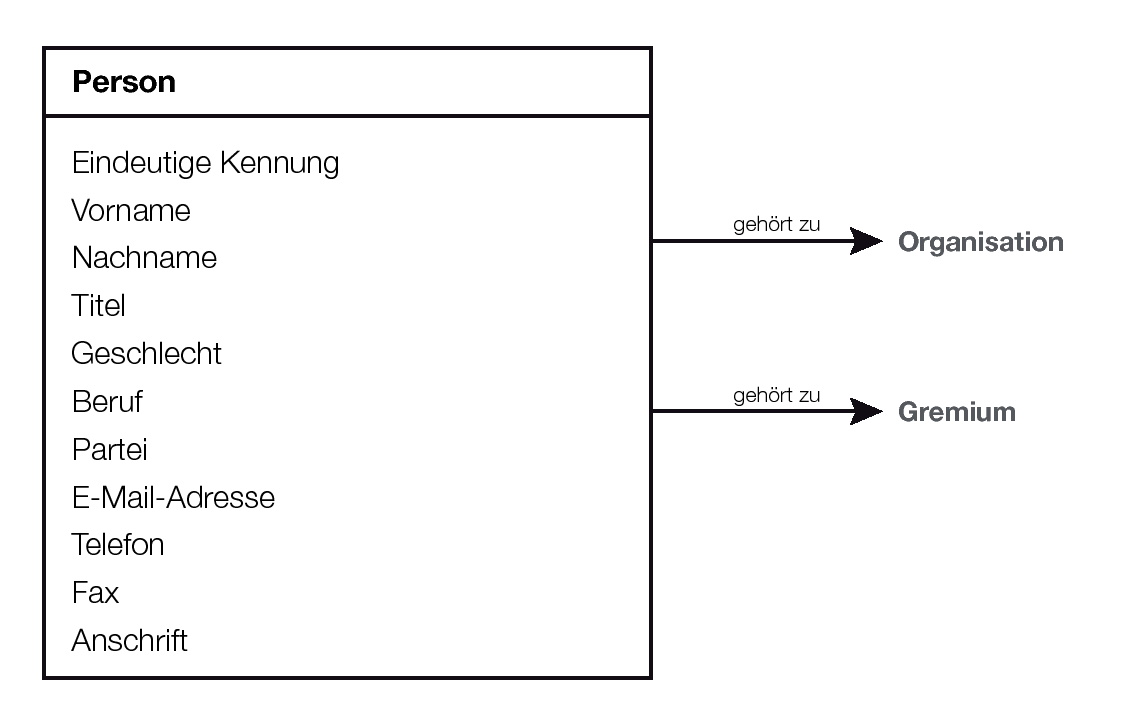 Person
Eindeutige Kennung
Vorname
Nachname
Titel
Geschlecht
Beruf
Partei
E-Mail-Adresse
Telefon
Fax
Anschrift
gehört zu
Organisation
gehört zu
Gremium